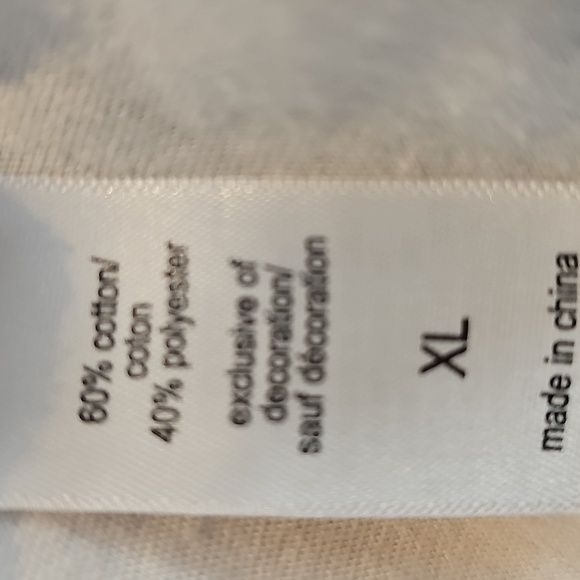 60% cotton/
coton
40% polyester
exclusive of
decoration/
sauf décoration
XL
made in china